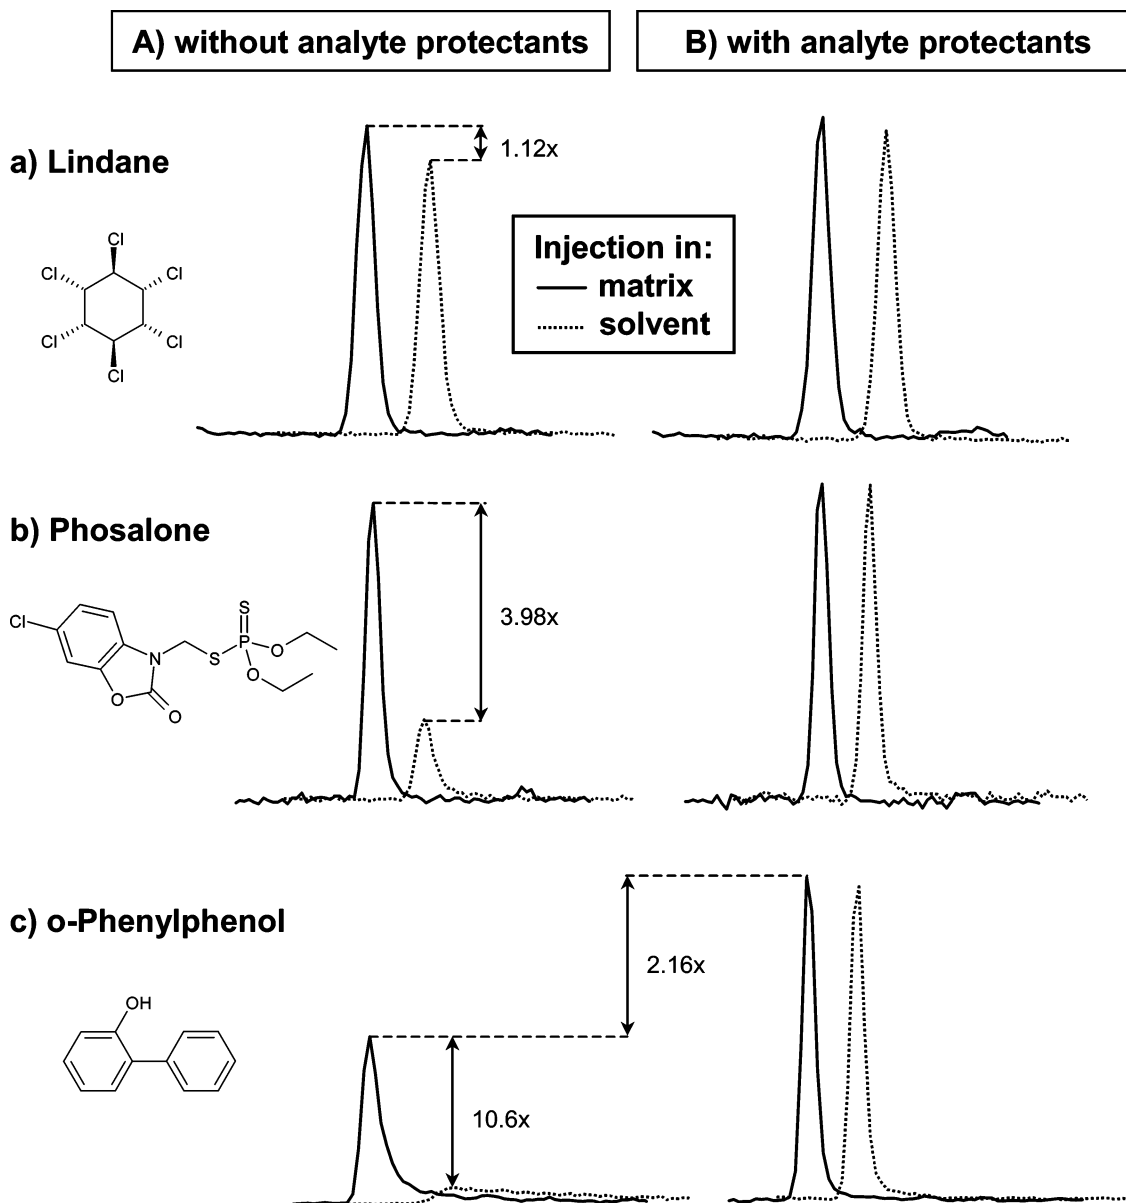 A) without analyte protectants
B) with analyte protectants
a) Lindane
1.12x
Cl
Cl
Cl
Cl
Cl
Cl
Injection in:
matrix
solvent
b) Phosalone
3.98x
Cl
S
P
O
N
S
O
O
O
c) o-Phenylphenol
2.16x
OH
10.6x